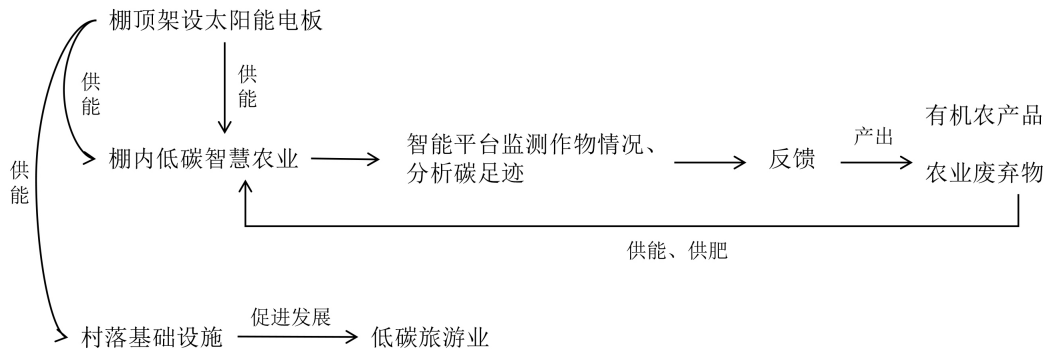 棚顶架设太阳能电板
供能
供能
供能
棚内低碳智慧农业
智能平台监测作物情况、
分析碳足迹
反馈
产出
有机农产品
农业废弃物
供能、供肥
村落基础设施
促进发展
低碳旅游业